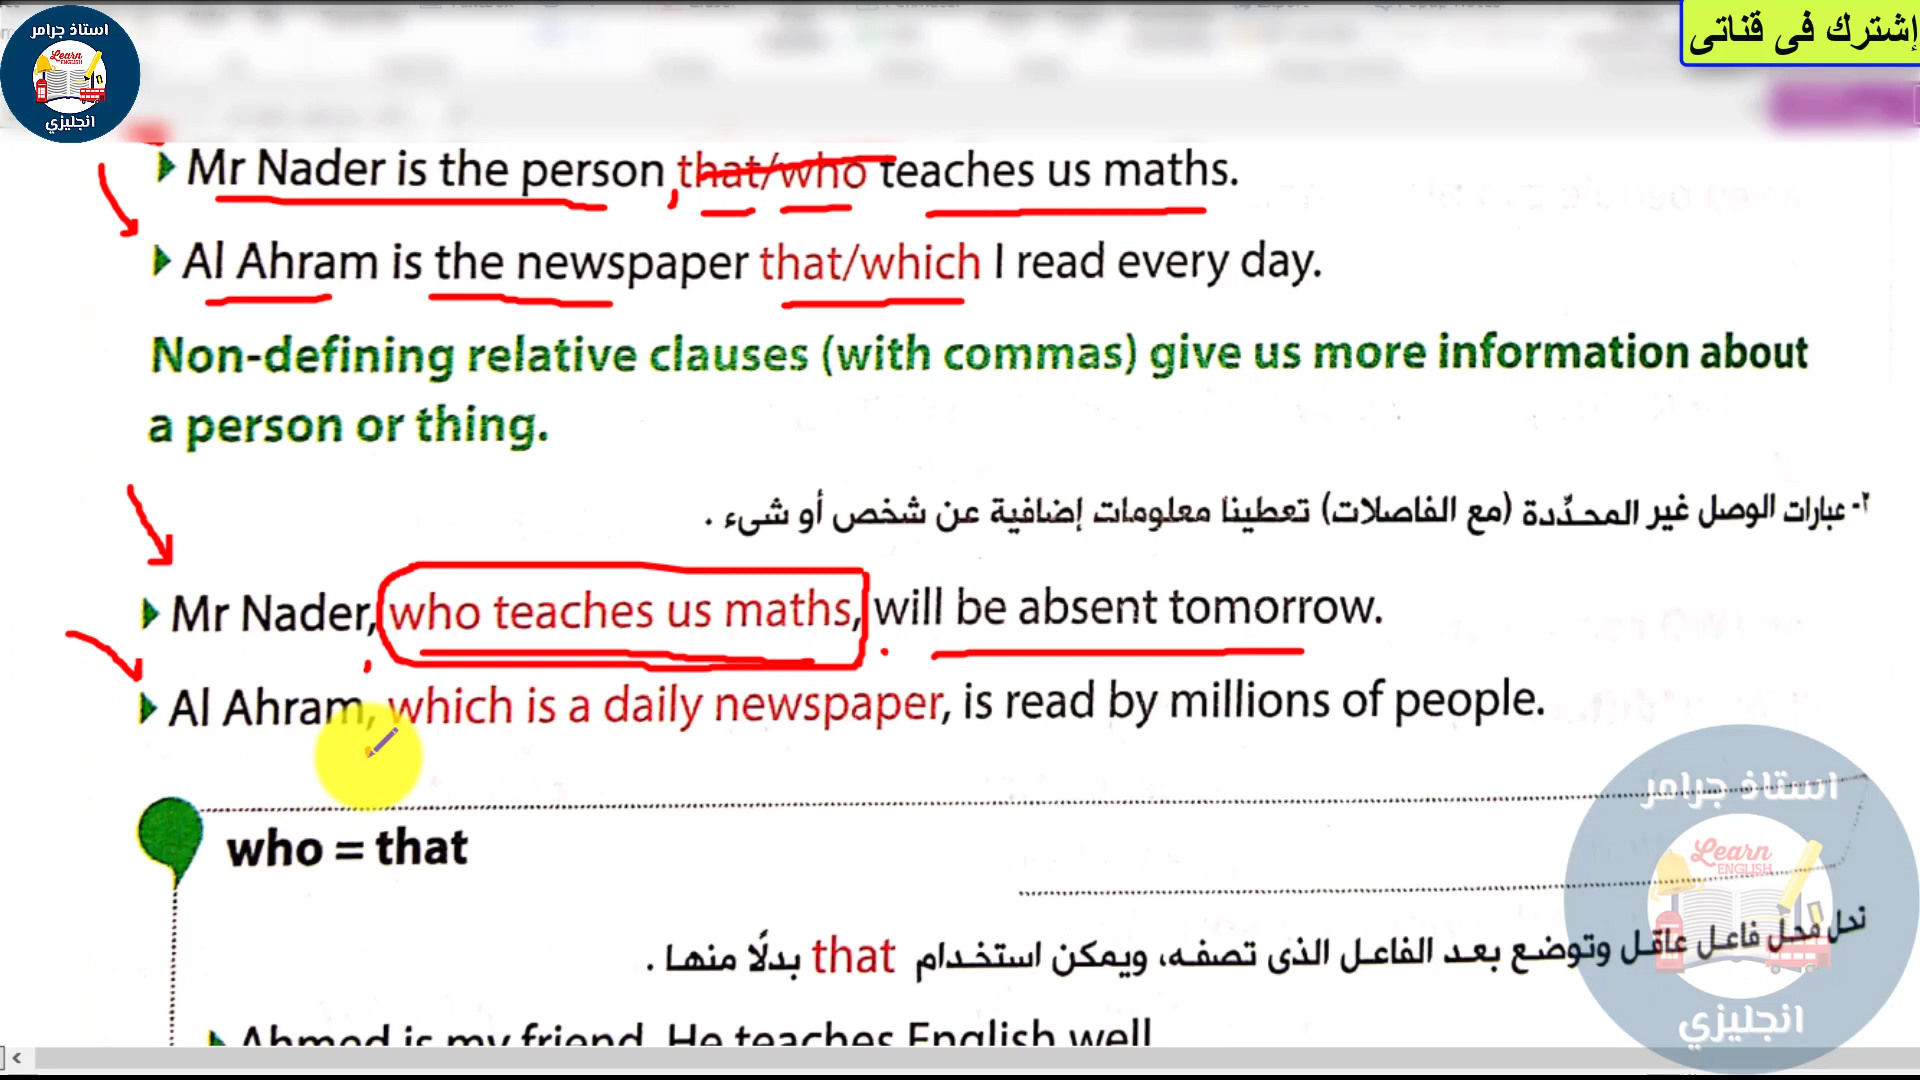 استاذ جرامر
Learn
ENGLISH
انجليزي
إشترك فى قناتى
Mr Nader is the person that/who teaches us maths.
Al Ahram is the newspaper that/which I read every day.
Non-defining relative clauses (with commas) give us more information about
a person or thing.
٢- عبارات الوصل غير المحدِّدة (مع الفاصلات) تعطينا معلومات إضافية عن شخص أو شىء .
Mr Nader, who teaches us maths, will be absent tomorrow.
Al Ahram, which is a daily newspaper, is read by millions of people.
who = that
تحل محل فاعل عاقل وتوضع بعد الفاعل الذى تصفه، ويمكن استخدام that بدلًا منها .
Ahmed is my friend. He teaches English well
استاذ جرامر
Learn
ENGLISH
انجليزي